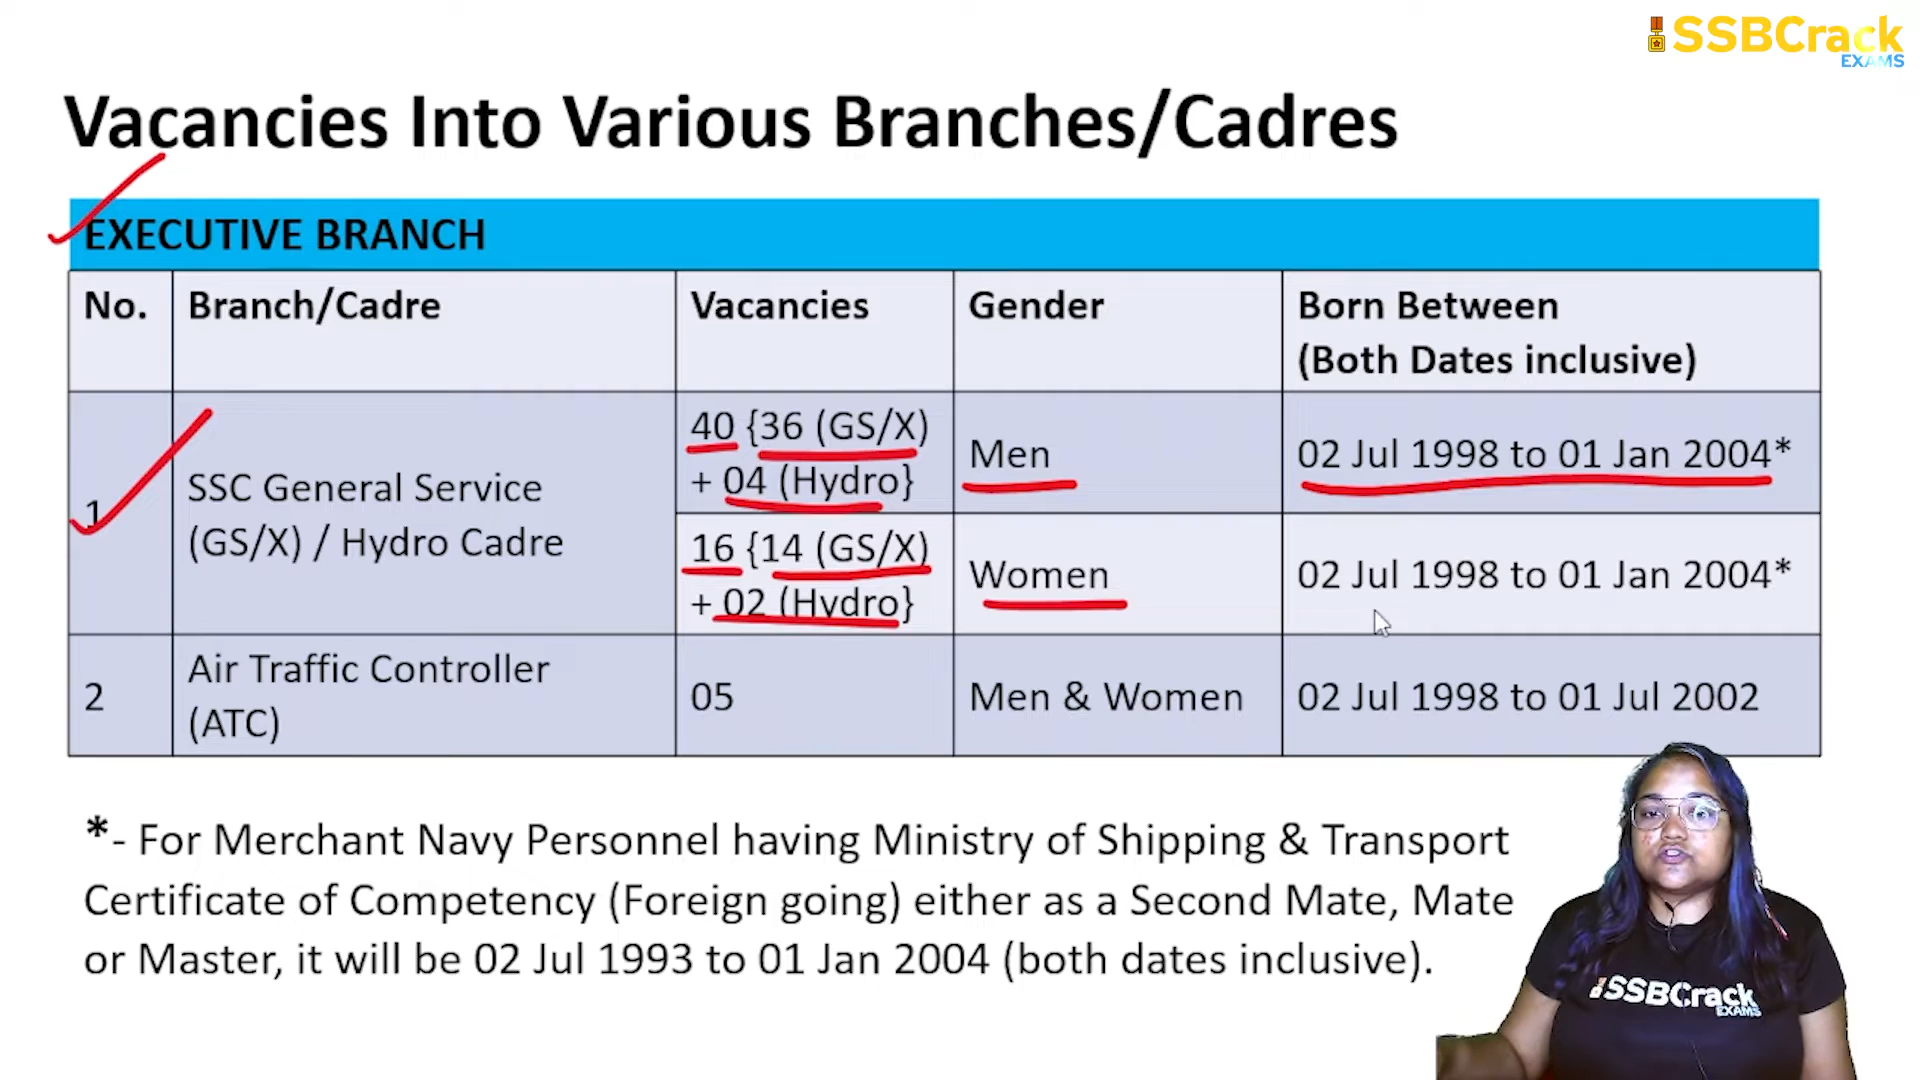 SSBCrack
EXAMS
Vacancies Into Various Branches/Cadres
EXECUTIVE BRANCH
No.
Branch/Cadre
Vacancies
Gender
Born Between
(Both Dates inclusive)
1
SSC General Service
(GS/X) / Hydro Cadre
40 {36 (GS/X)
+ 04 (Hydro}
Men
02 Jul 1998 to 01 Jan 2004*
16 {14 (GS/X)
+ 02 (Hydro}
Women
02 Jul 1998 to 01 Jan 2004*
2
Air Traffic Controller
(ATC)
05
Men & Women
02 Jul 1998 to 01 Jul 2002
*- For Merchant Navy Personnel having Ministry of Shipping & Transport
Certificate of Competency (Foreign going) either as a Second Mate, Mate
or Master, it will be 02 Jul 1993 to 01 Jan 2004 (both dates inclusive).
SSBCrack
EXAMS